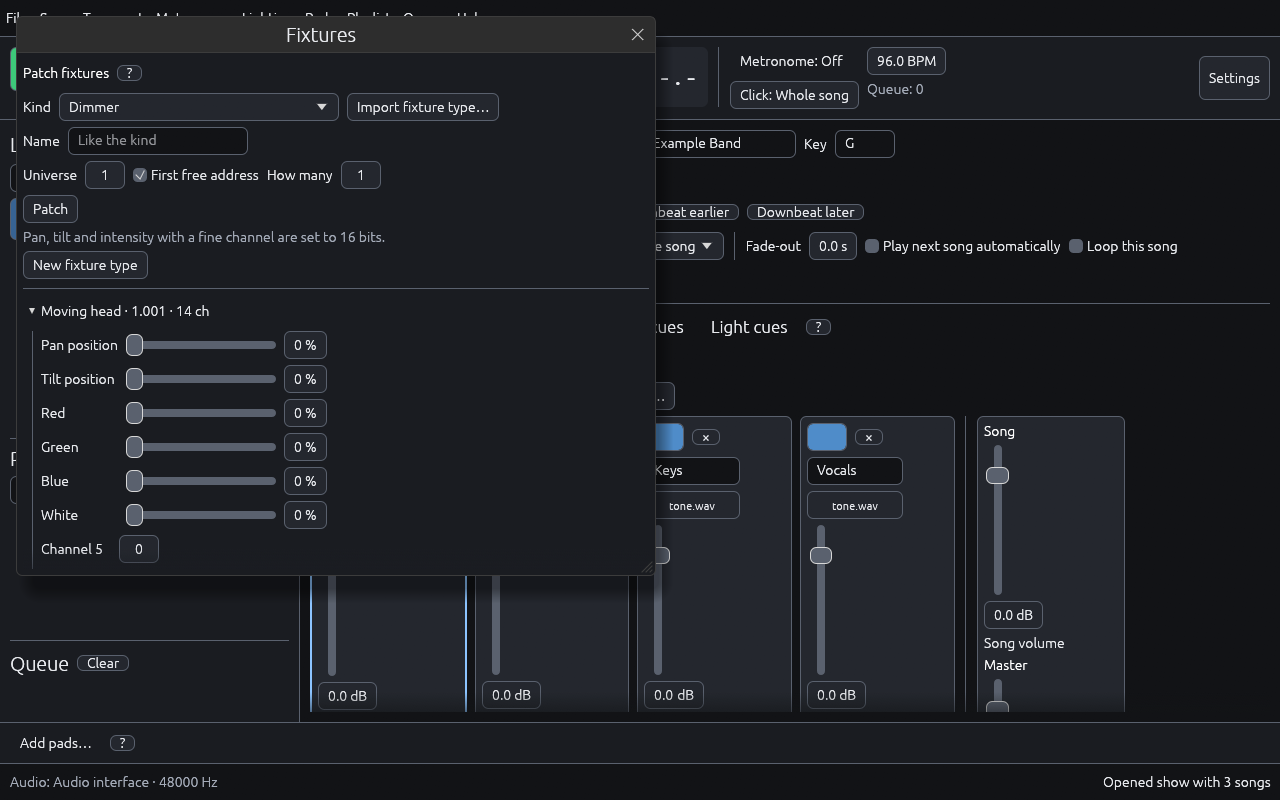 Fixtures
Patch fixtures ?
Kind Dimmer Import fixture type…
Name Like the kind
Universe 1 First free address How many 1
Patch
Pan, tilt and intensity with a fine channel are set to 16 bits.
New fixture type
Moving head · 1.001 · 14 ch
Pan position 0 %
Tilt position 0 %
Red 0 %
Green 0 %
Blue 0 %
White 0 %
Channel 5 0
-.-
Metronome: Off 96.0 BPM
Click: Whole song Queue: 0
Settings
Example Band Key G
earlier Downbeat later
song Fade-out 0.0 s Play next song automatically Loop this song
Light cues ?
×
×
Keys
Vocals
tone.wav
tone.wav
Song
0.0 dB
Song volume
Master
0.0 dB
0.0 dB
0.0 dB
0.0 dB
Queue Clear
Add pads… ?
Audio: Audio interface · 48000 Hz
Opened show with 3 songs